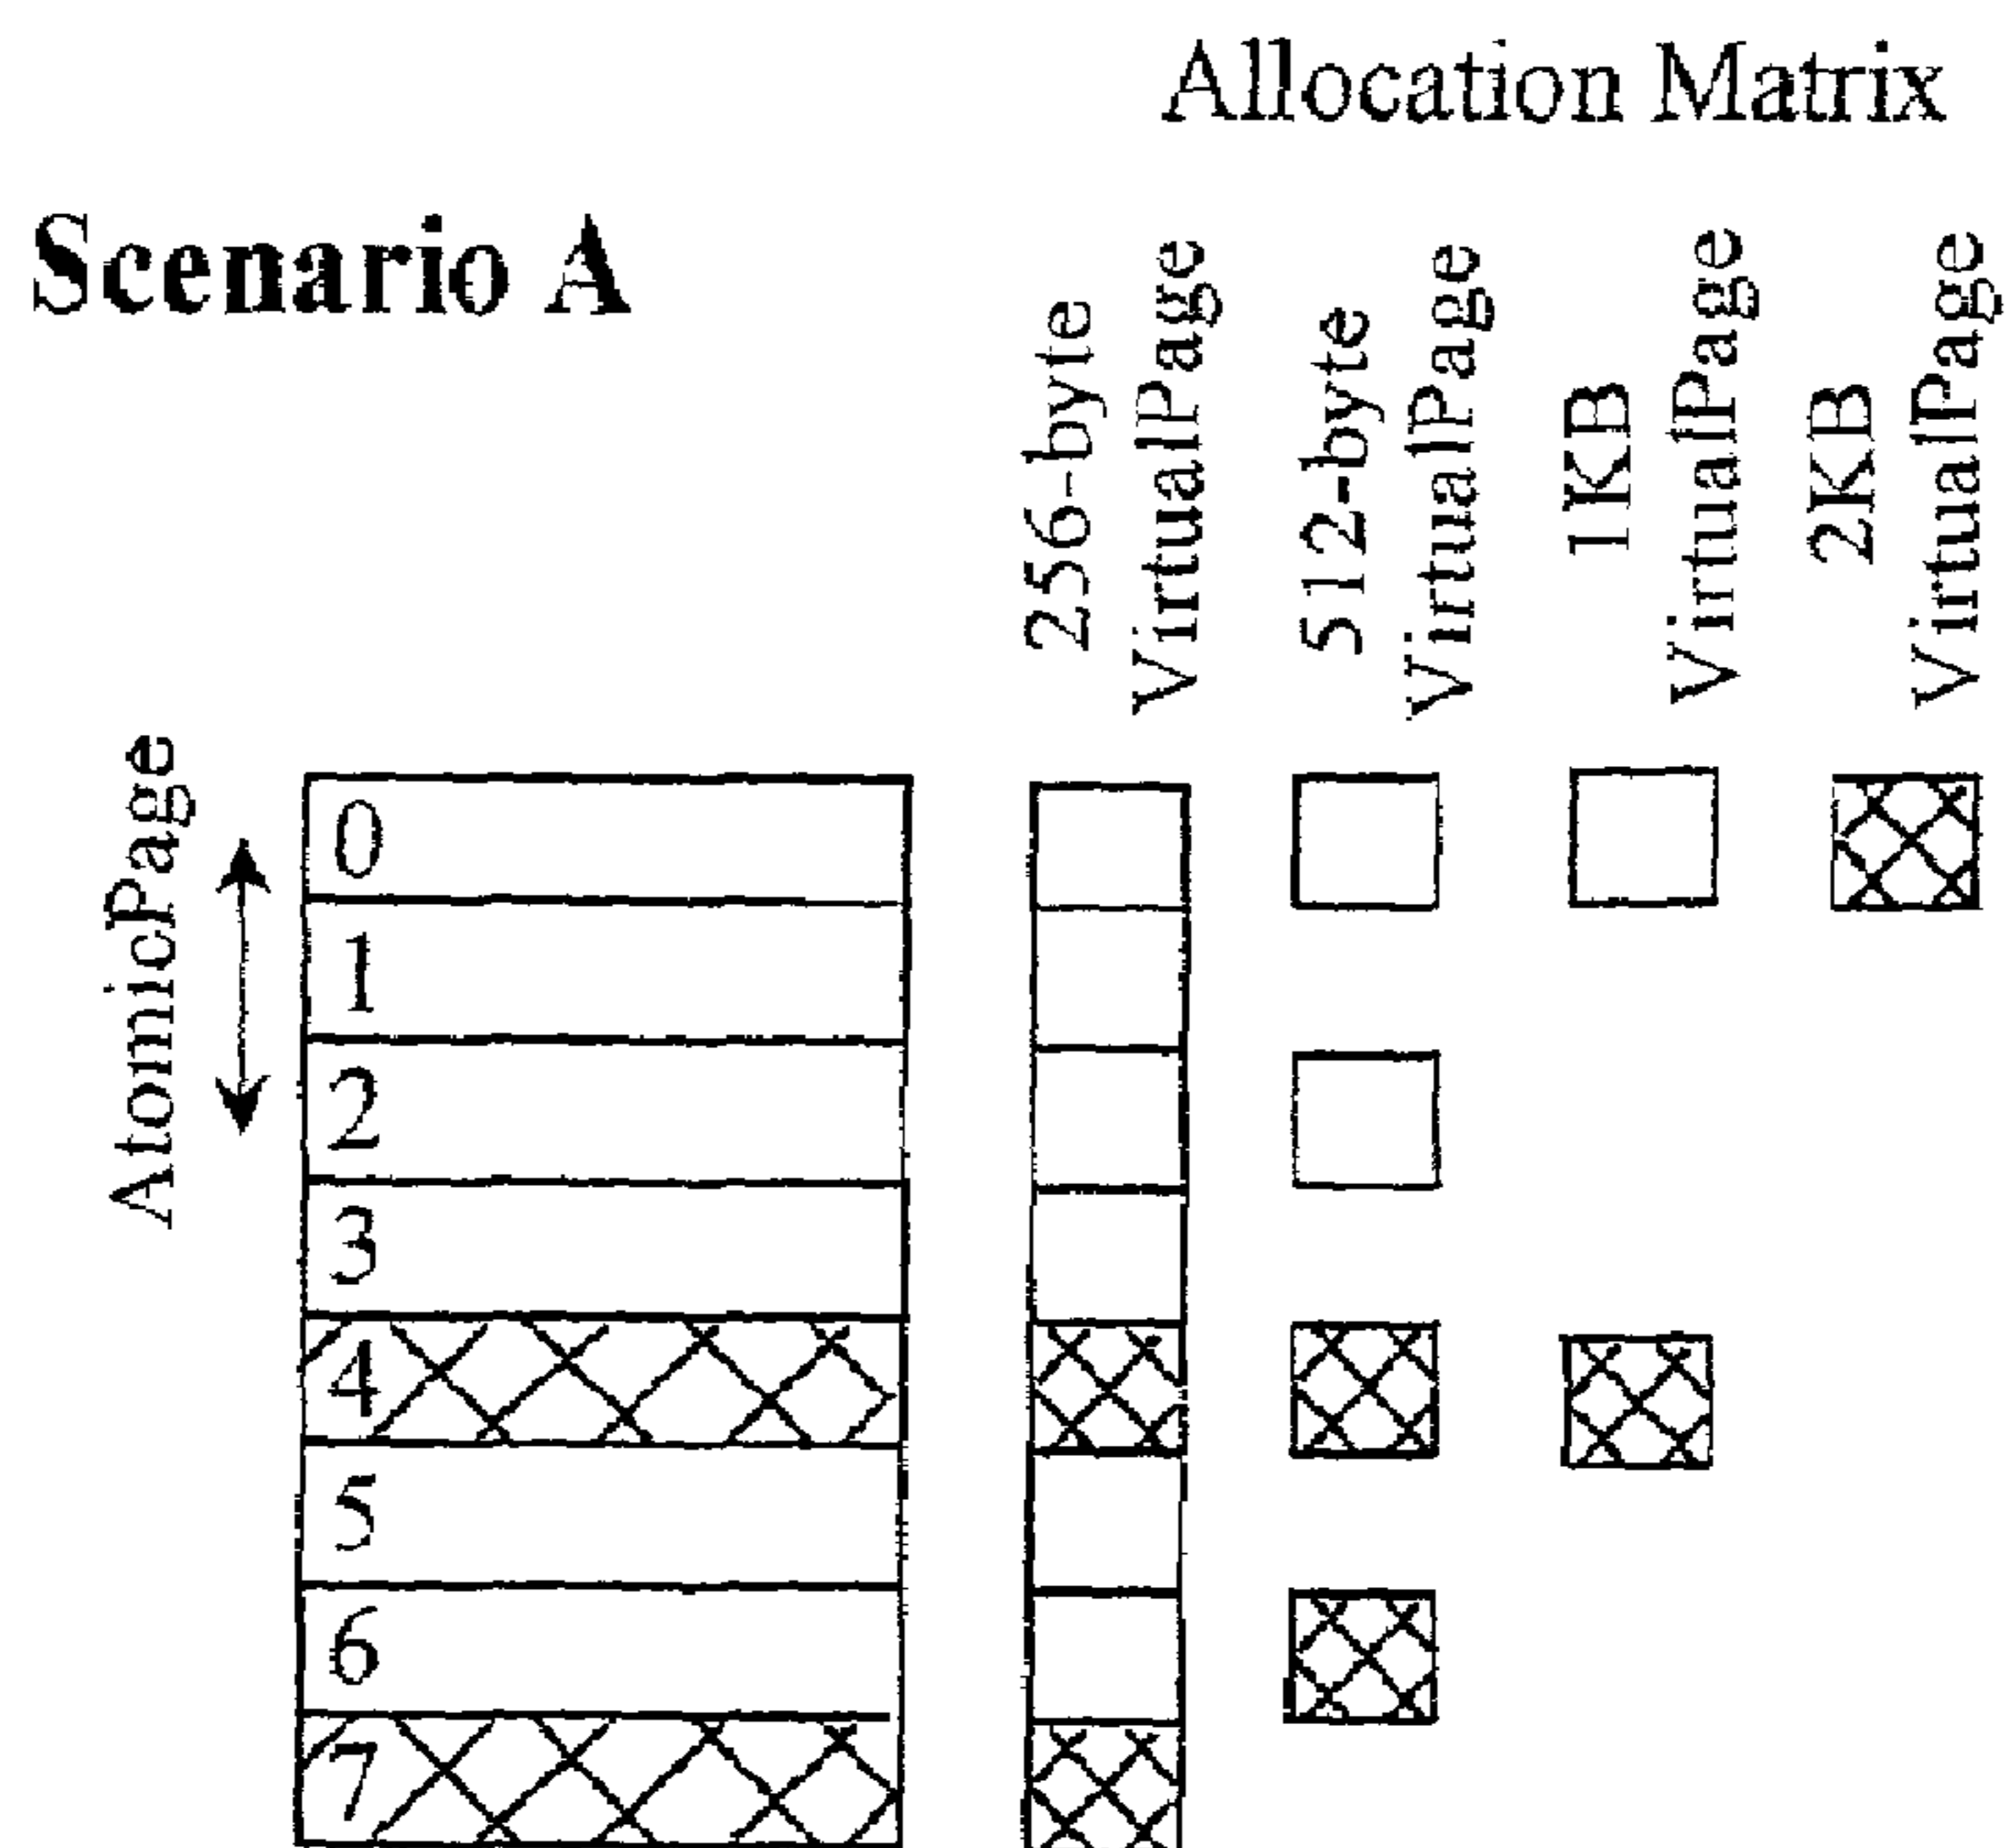 Allocation Matrix
Scenario A
256-byte
VirtualPage
512-byte
VirtualPage
1KB
VirtualPage
2KB
VirtualPage
AtomicPage
0
1
2
3
4
5
6
7